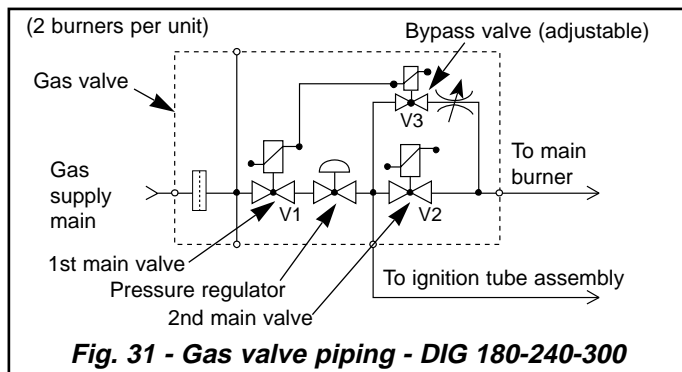 (2 burners per unit)
Bypass valve (adjustable)
Gas valve
V3
Gas
supply
main
To main
burner
V1
V2
1st main valve
Pressure regulator
2nd main valve
To ignition tube assembly
Fig. 31 - Gas valve piping - DIG 180-240-300